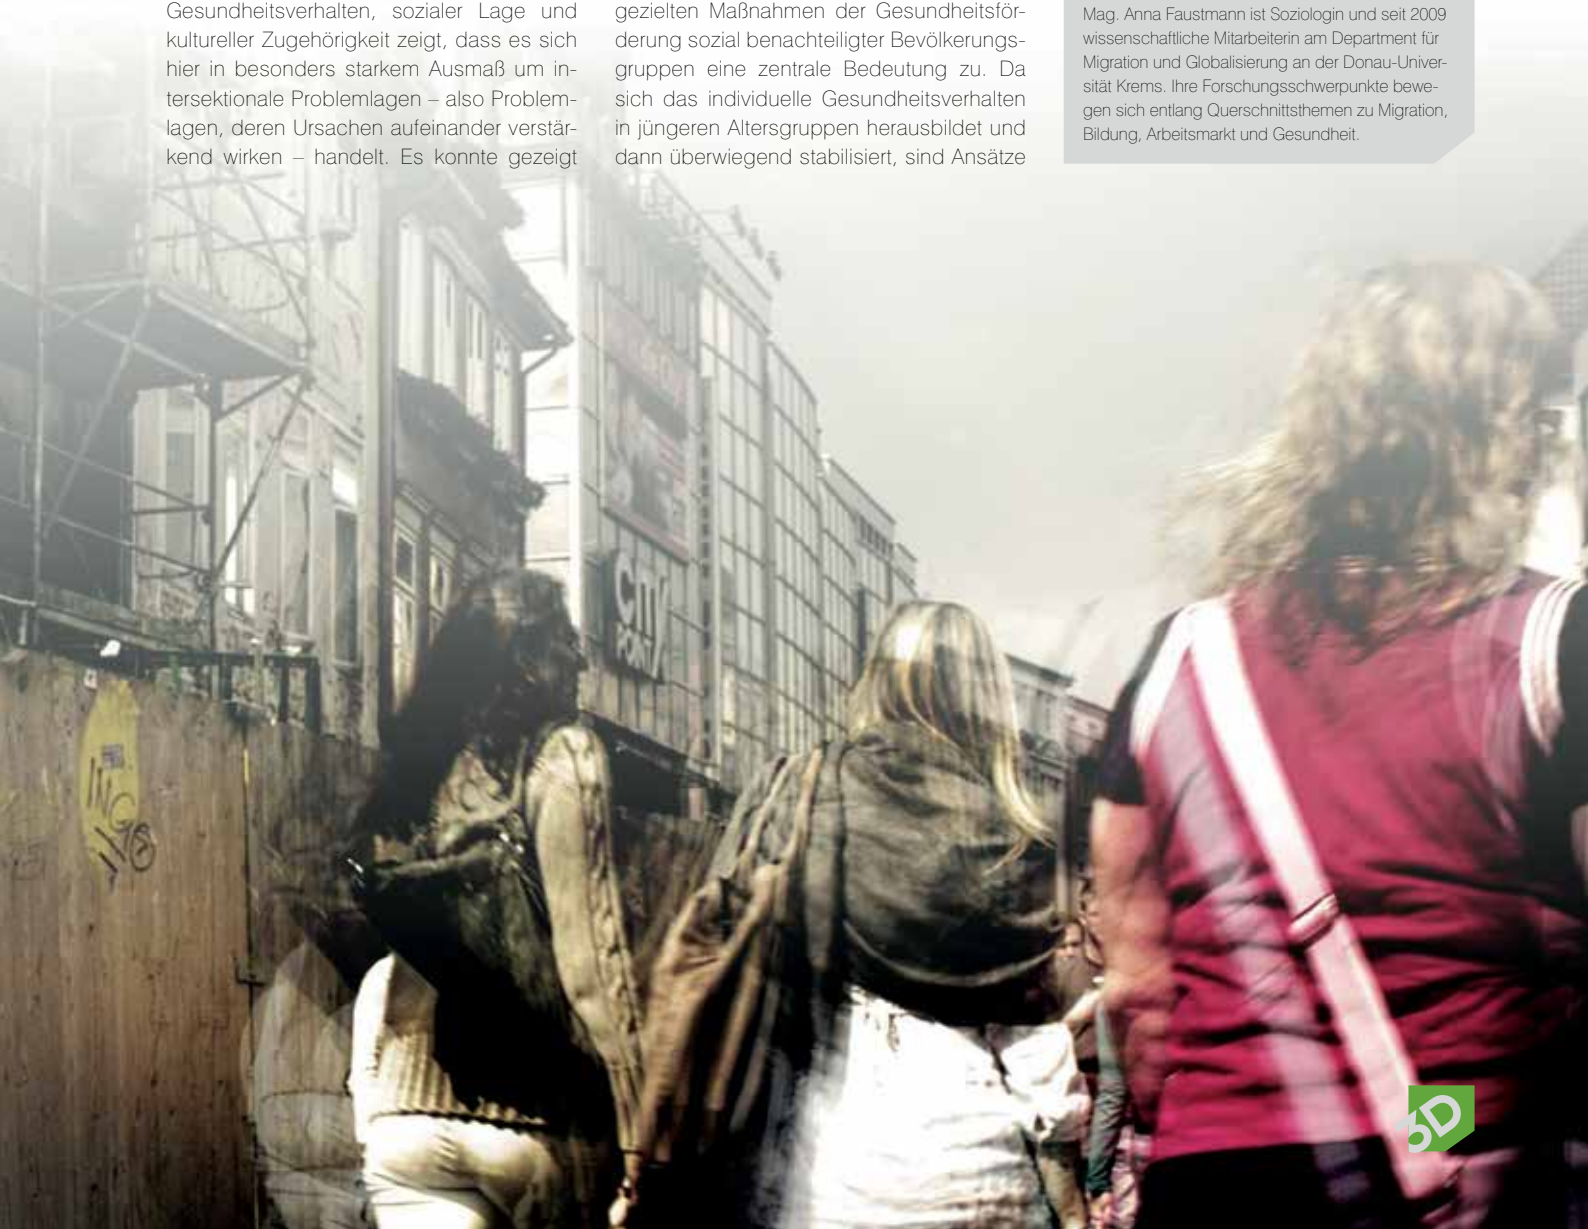 Gesundheitsverhalten, sozialer Lage und
kultureller Zugehörigkeit zeigt, dass es sich
hier in besonders starkem Ausmaß um in-
tersektionale Problemlagen – also Problem-
lagen, deren Ursachen aufeinander verstär-
kend wirken – handelt. Es konnte gezeigt
gezielten Maßnahmen der Gesundheitsför-
derung sozial benachteiligter Bevölkerungs-
gruppen eine zentrale Bedeutung zu. Da
sich das individuelle Gesundheitsverhalten
in jüngeren Altersgruppen herausbildet und
dann überwiegend stabilisiert, sind Ansätze
Mag. Anna Faustmann ist Soziologin und seit 2009
wissenschaftliche Mitarbeiterin am Department für
Migration und Globalisierung an der Donau-Univer-
sität Krems. Ihre Forschungsschwerpunkte bewe-
gen sich entlang Querschnittsthemen zu Migration,
Bildung, Arbeitsmarkt und Gesundheit.
CITY